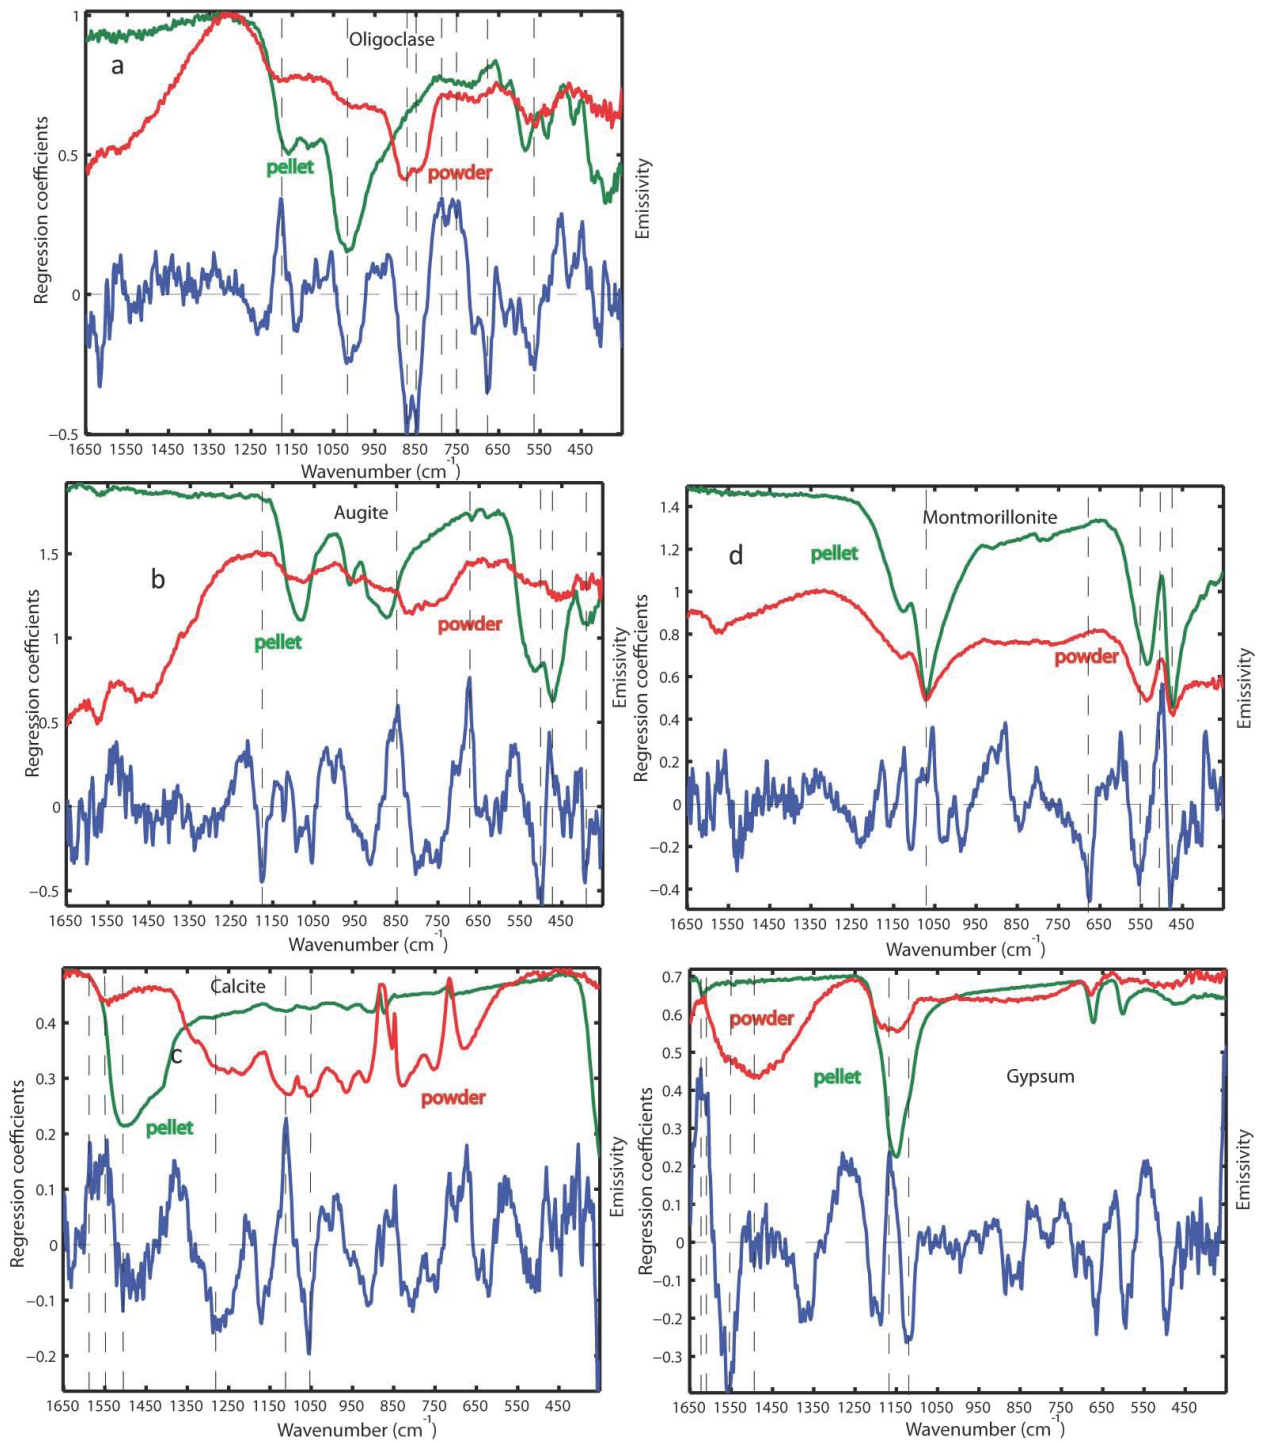 Oligoclase
a
pellet
powder
1
0.5
0
−0.5
Regression coefficients
Emissivity
1650 1550 1450 1350 1250 1150 1050 950 850 750 650 550 450
Wavenumber (cm-1)
Augite
b
pellet
powder
1.5
1
0.5
0
−0.5
Regression coefficients
Emissivity
1650 1550 1450 1350 1250 1150 1050 950 850 750 650 550 450
Wavenumber (cm-1)
Montmorillonite
d
pellet
powder
1.4
1.2
1
0.8
0.6
0.4
0.2
0
−0.2
−0.4
Regression coefficients
Emissivity
1650 1550 1450 1350 1250 1150 1050 950 850 750 650 550 450
Wavenumber (cm-1)
Calcite
c
pellet
powder
0.4
0.3
0.2
0.1
0
−0.1
−0.2
Regression coefficients
Emissivity
1650 1550 1450 1350 1250 1150 1050 950 850 750 650 550 450
Wavenumber (cm-1)
powder
pellet
Gypsum
0.7
0.6
0.5
0.4
0.3
0.2
0.1
0
−0.1
−0.2
−0.3
Regression coefficients
Emissivity
1650 1550 1450 1350 1250 1150 1050 950 850 750 650 550 450
Wavenumber (cm-1)